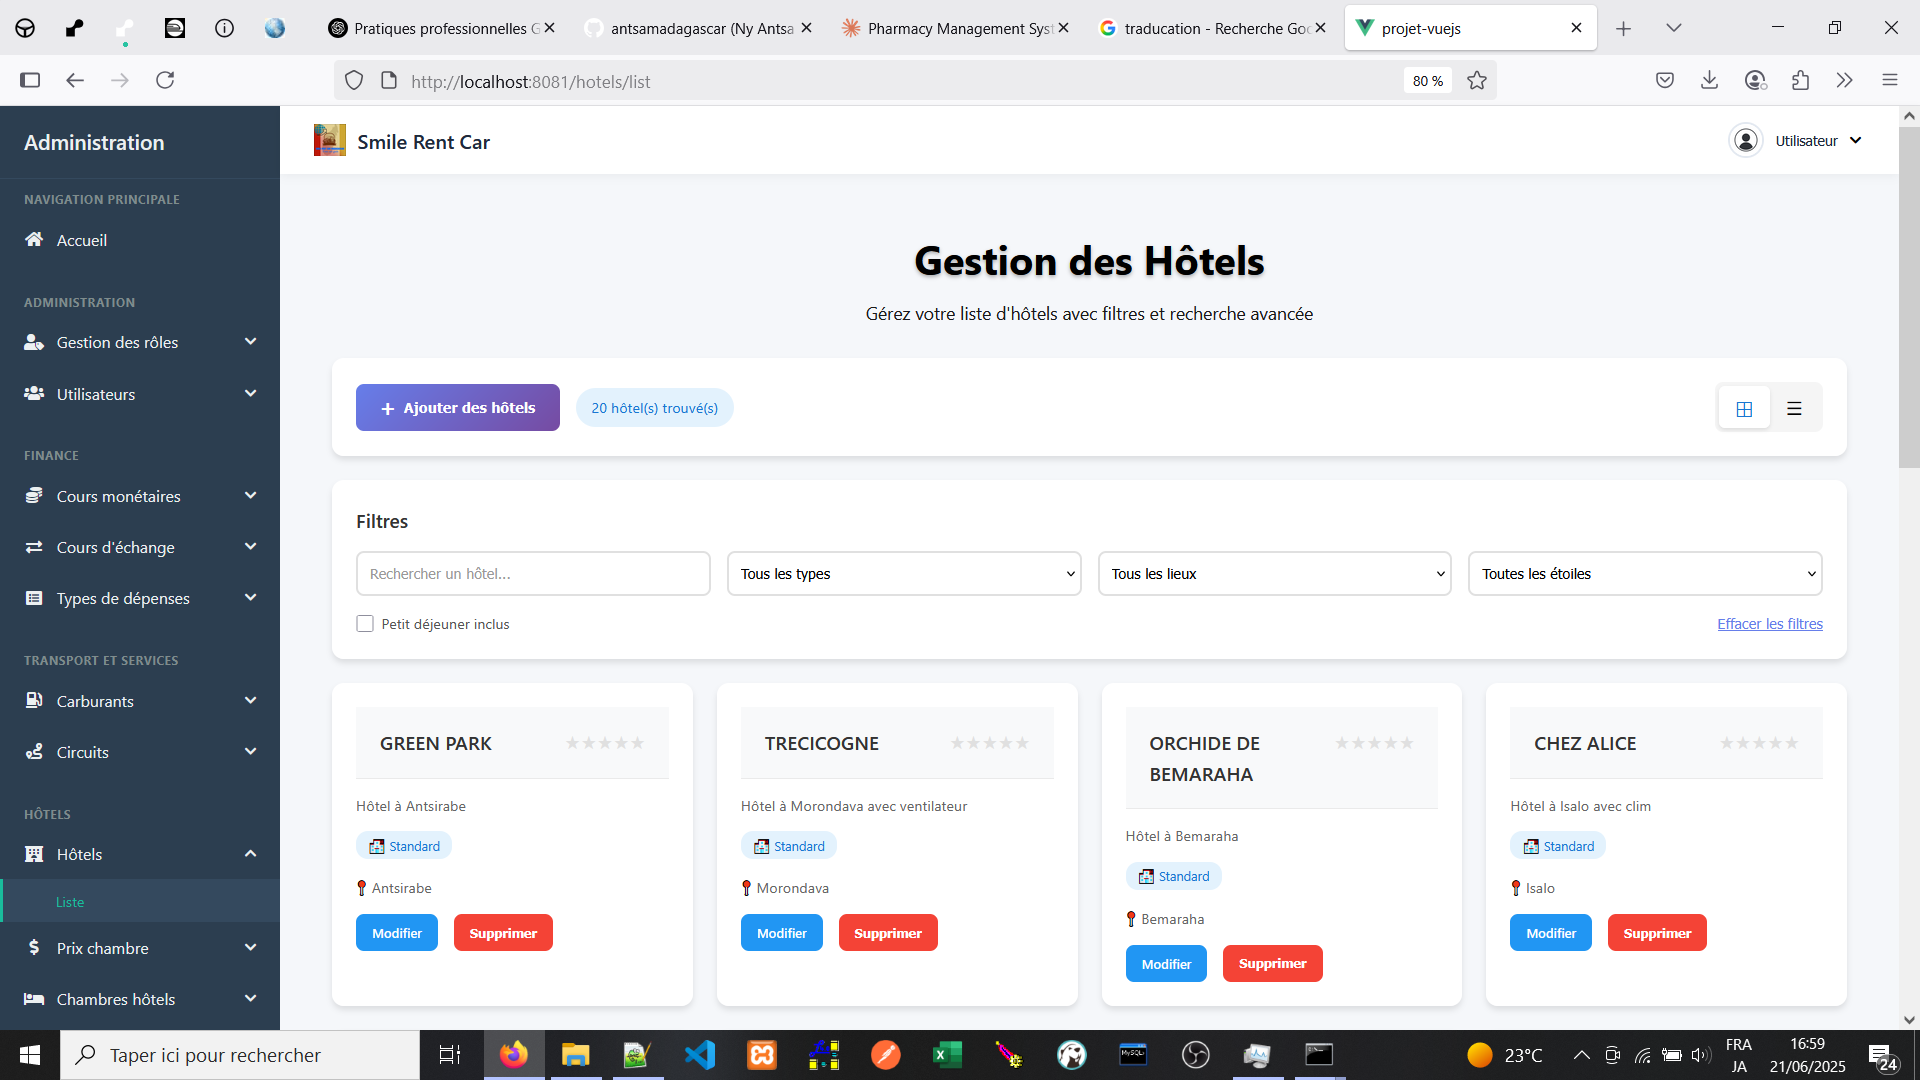 Pratiques professionnelles G
antsamadagascar (Ny Antsa
Pharmacy Management Syst
traducation - Recherche Goo
projet-vuejs
http://localhost:8081/hotels/list
80 %
Administration
Smile Rent Car
Utilisateur
NAVIGATION PRINCIPALE
Accueil
ADMINISTRATION
Gestion des rôles
Utilisateurs
FINANCE
Cours monétaires
Cours d'échange
Types de dépenses
TRANSPORT ET SERVICES
Carburants
Circuits
HÔTELS
Hôtels
Liste
Prix chambre
Chambres hôtels
Gestion des Hôtels
Gérez votre liste d'hôtels avec filtres et recherche avancée
+ Ajouter des hôtels
20 hôtel(s) trouvé(s)
Filtres
Rechercher un hôtel...
Tous les types
Tous les lieux
Toutes les étoiles
Petit déjeuner inclus
Effacer les filtres
GREEN PARK ★★★★★
Hôtel à Antsirabe
Standard
Antsirabe
Modifier
Supprimer
TRECICOGNE ★★★★★
Hôtel à Morondava avec ventilateur
Standard
Morondava
Modifier
Supprimer
ORCHIDE DE ★★★★★
BEMARAHA
Hôtel à Bemaraha
Standard
Bemaraha
Modifier
Supprimer
CHEZ ALICE ★★★★★
Hôtel à Isalo avec clim
Standard
Isalo
Modifier
Supprimer
Taper ici pour rechercher
MySQL
23°C
FRA
JA
16:59
21/06/2025
24